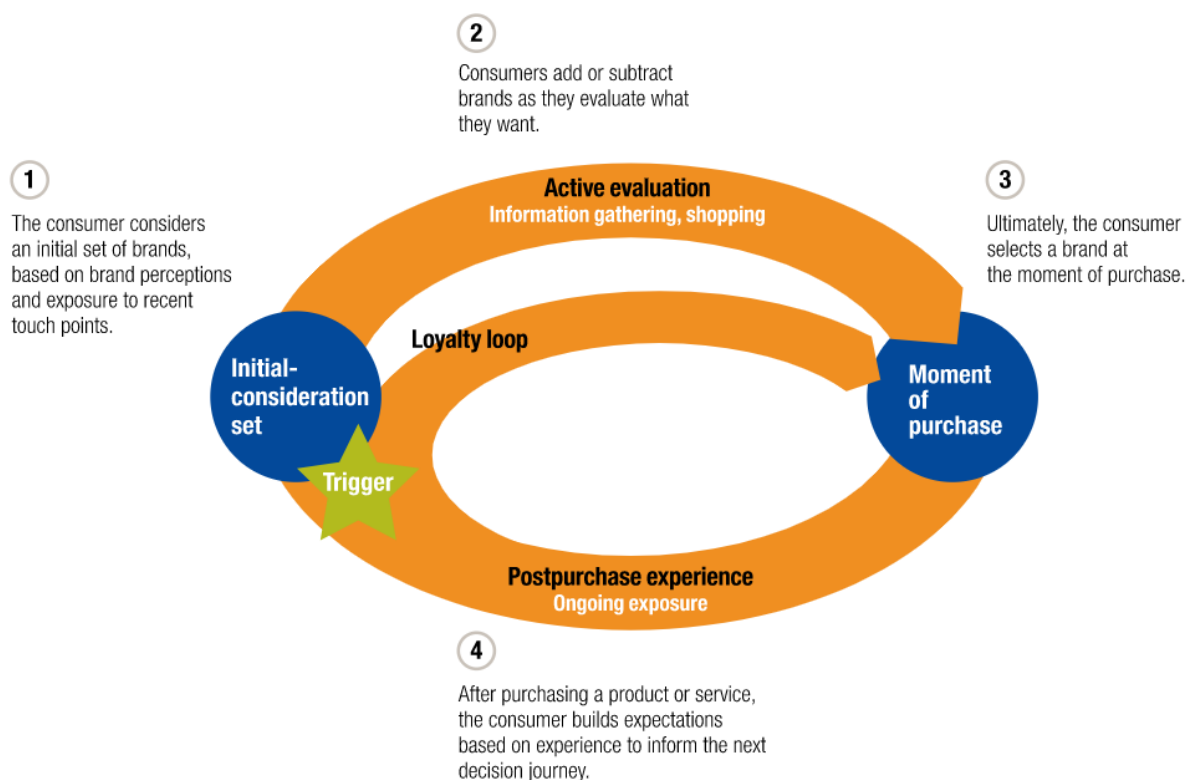 1
The consumer considers
an initial set of brands,
based on brand perceptions
and exposure to recent
touch points.
2
Consumers add or subtract
brands as they evaluate what
they want.
3
Ultimately, the consumer
selects a brand at
the moment of purchase.
Active evaluation
Information gathering, shopping
Loyalty loop
Initial-
consideration
set
Trigger
Moment
of
purchase
Postpurchase experience
Ongoing exposure
4
After purchasing a product or service,
the consumer builds expectations
based on experience to inform the next
decision journey.